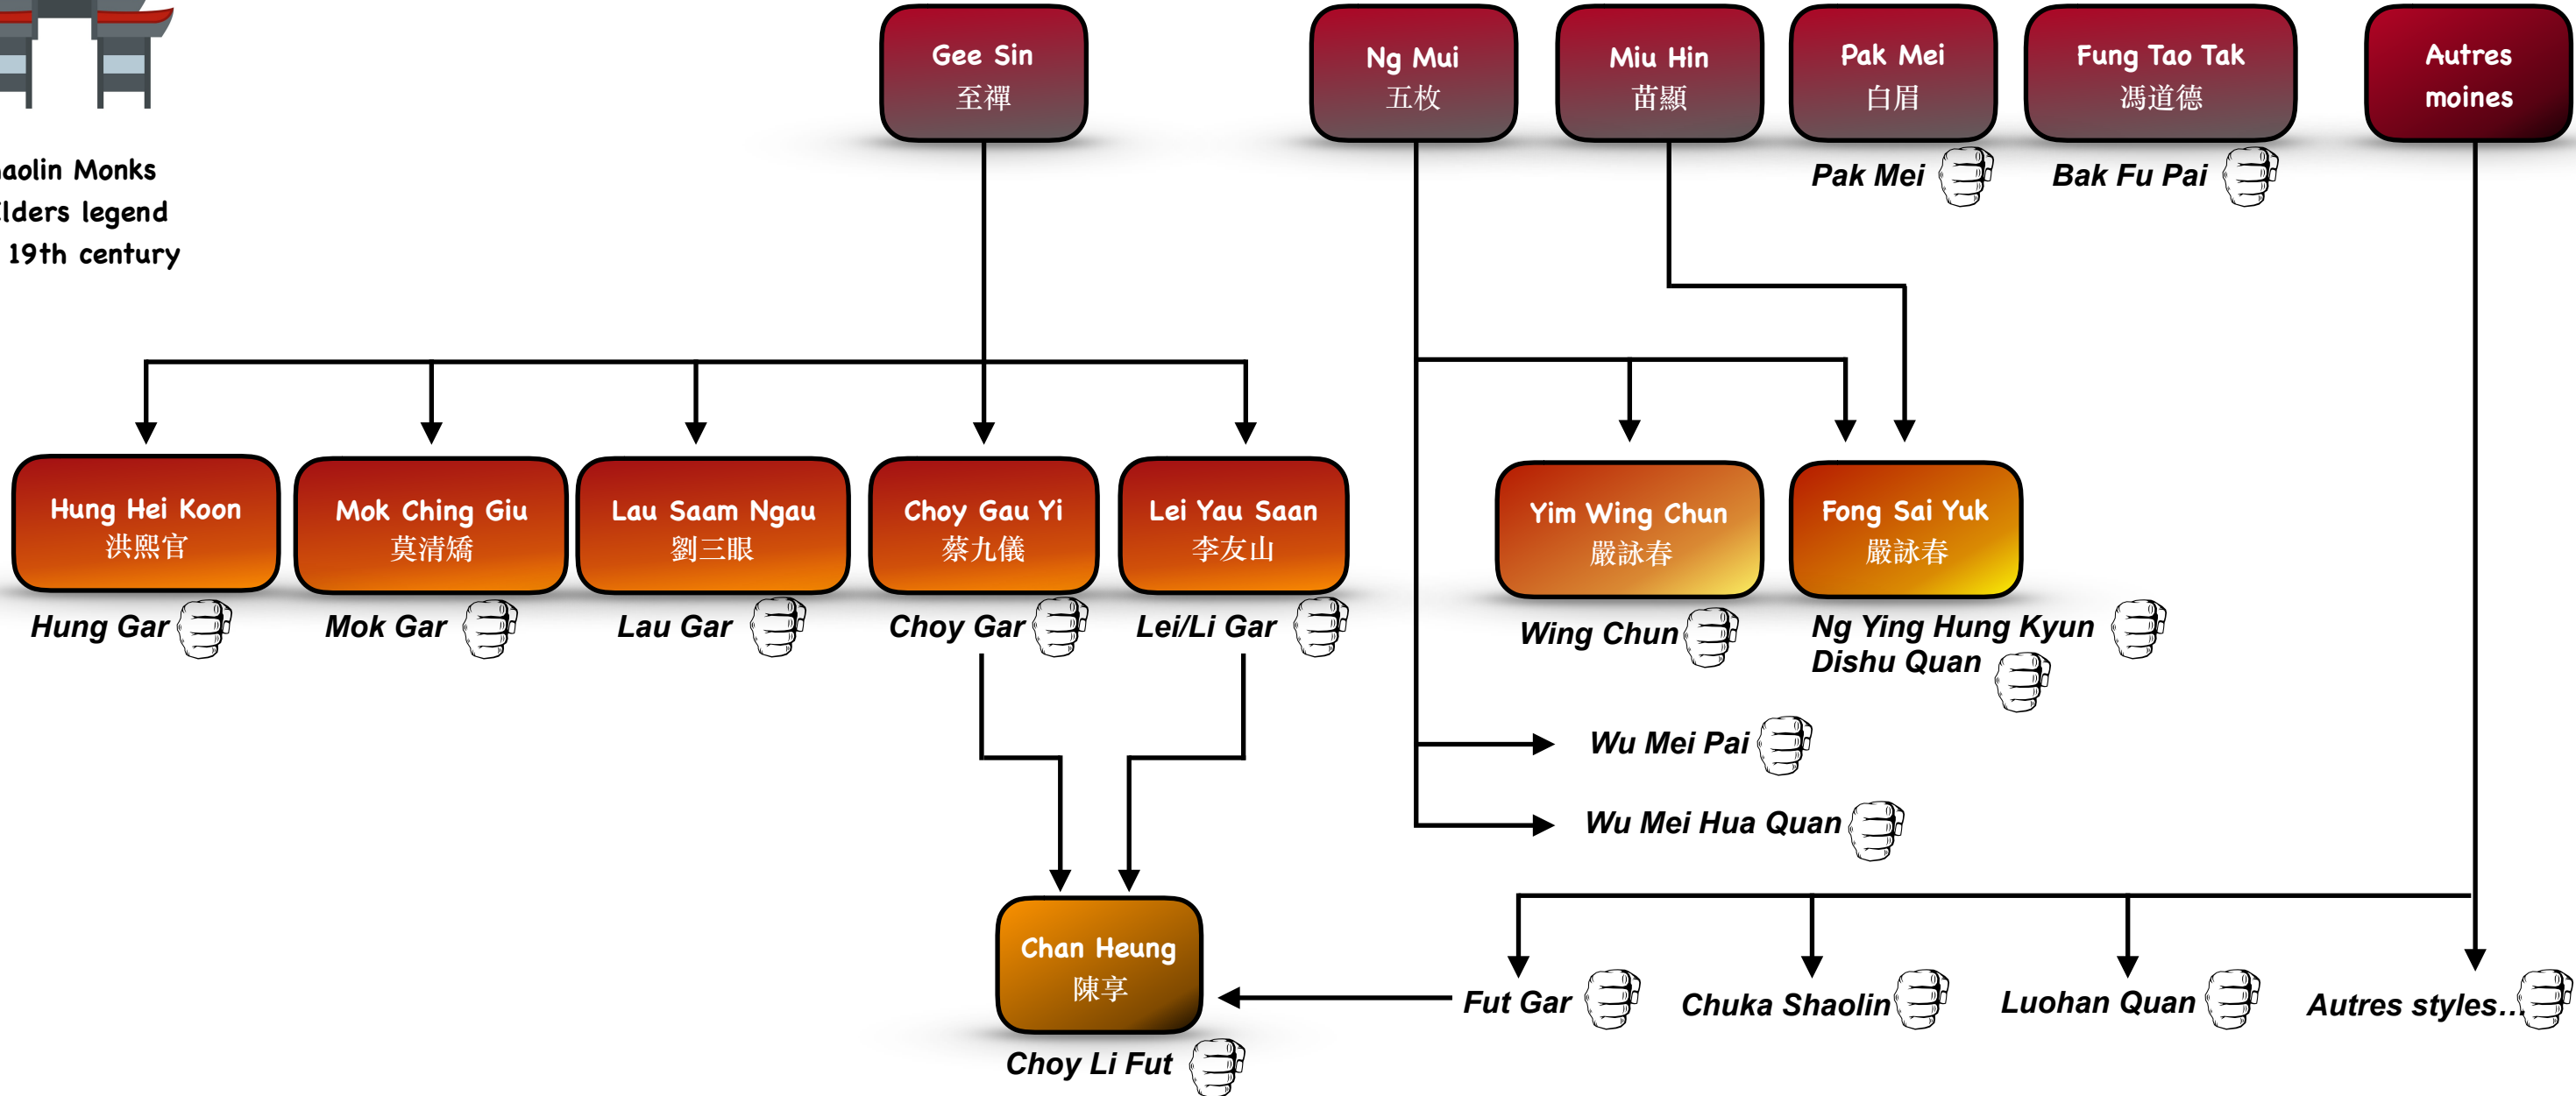 Gee Sin
至禪
Ng Mui
五枚
Miu Hin
苗顯
Pak Mei
白眉
Fung Tao Tak
馮道德
Autres
moines
Pak Mei
Bak Fu Pai
Monks
legend
19th century
Hung Hei Koon
洪熙官
Mok Ching Giu
莫清矯
Lau Saam Ngau
劉三眼
Choy Gau Yi
蔡九儀
Lei Yau Saan
李友山
Yim Wing Chun
嚴詠春
Fong Sai Yuk
嚴詠春
Hung Gar
Mok Gar
Lau Gar
Choy Gar
Lei/Li Gar
Wing Chun
Ng Ying Hung Kyun
Dishu Quan
Wu Mei Pai
Wu Mei Hua Quan
Chan Heung
陳享
Choy Li Fut
Fut Gar
Chuka Shaolin
Luohan Quan
Autres styles...